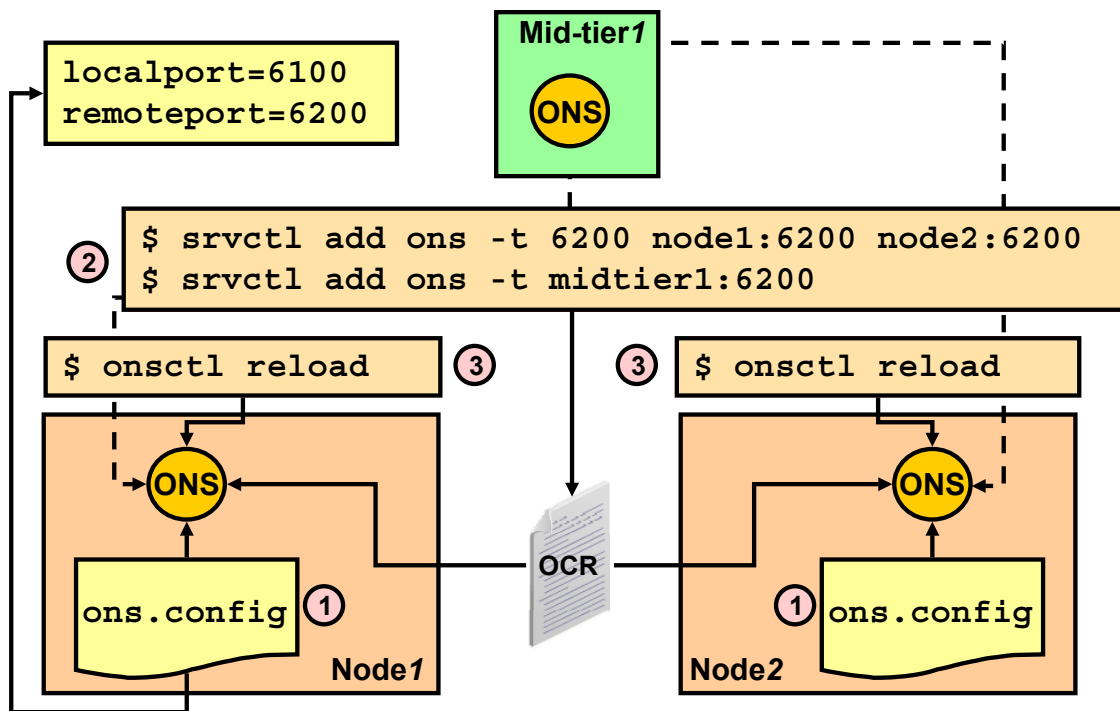 Mid-tier1
localport=6100
remoteport=6200
ONS
$ srvctl add ons -t 6200 node1:6200 node2:6200
$ srvctl add ons -t midtier1:6200
2
$ onsctl reload
3
3
$ onsctl reload
ONS
ONS
OCR
ons.config
1
1
ons.config
Node1
Node2